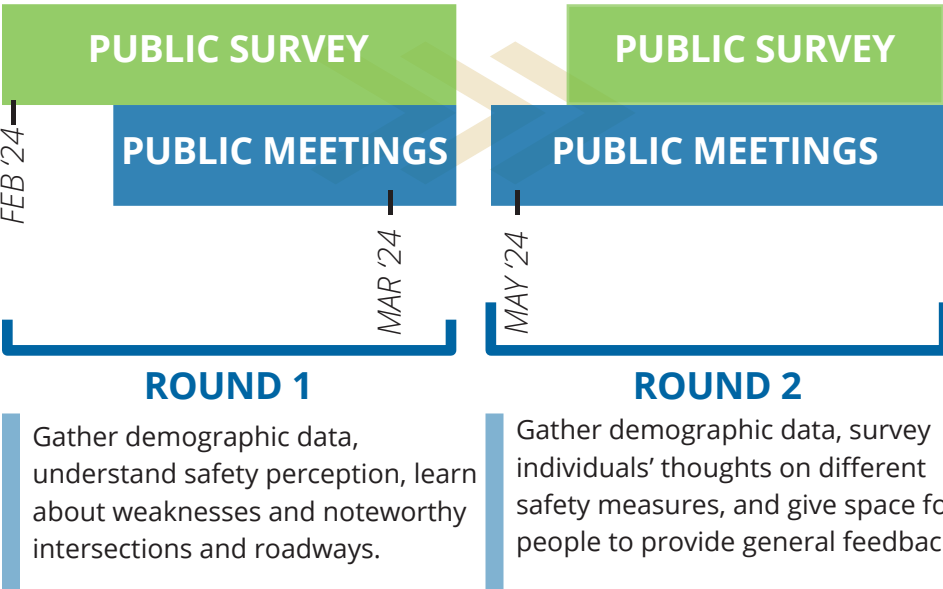 PUBLIC SURVEY
PUBLIC MEETINGS
FEB ‘24
MAR ‘24
ROUND 1
Gather demographic data,
understand safety perception, learn
about weaknesses and noteworthy
intersections and roadways.
PUBLIC SURVEY
PUBLIC MEETINGS
MAY ‘24
ROUND 2
Gather demographic data, survey
individuals’ thoughts on different
safety measures, and give space fo
people to provide general feedbac